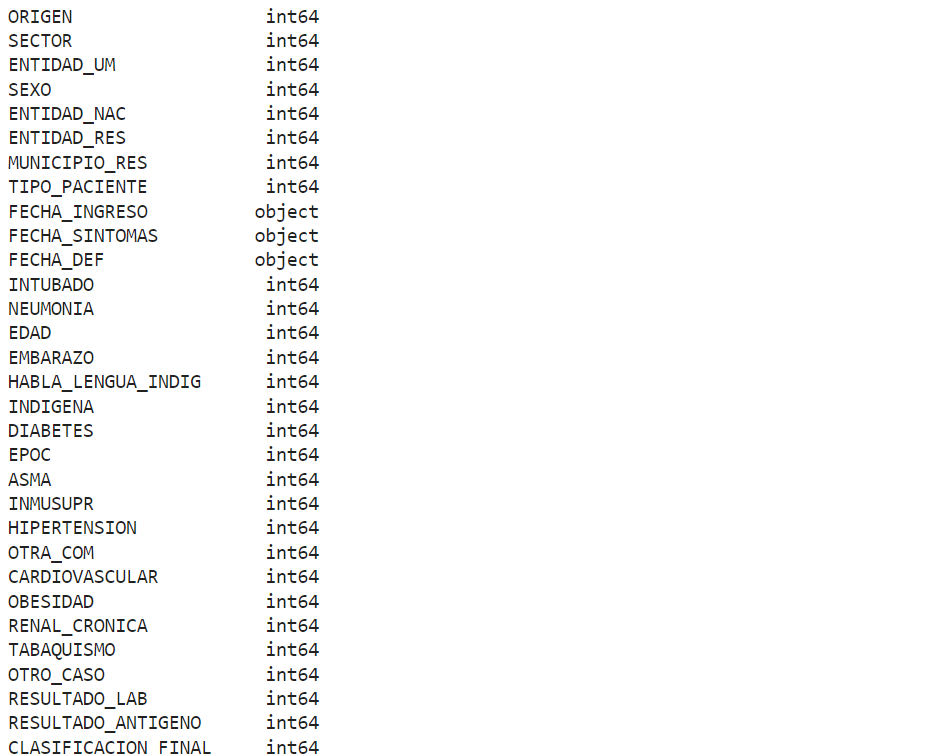 ORIGEN int64
SECTOR int64
ENTIDAD_UM int64
SEXO int64
ENTIDAD_NAC int64
ENTIDAD_RES int64
MUNICIPIO_RES int64
TIPO_PACIENTE int64
FECHA_INGRESO object
FECHA_SINTOMAS object
FECHA_DEF object
INTUBADO int64
NEUMONIA int64
EDAD int64
EMBARAZO int64
HABLA_LENGUA_INDIG int64
INDIGENA int64
DIABETES int64
EPOC int64
ASMA int64
INMUSUPR int64
HIPERTENSION int64
OTRA_COM int64
CARDIOVASCULAR int64
OBESIDAD int64
RENAL_CRONICA int64
TABAQUISMO int64
OTRO_CASO int64
RESULTADO_LAB int64
RESULTADO_ANTIGENO int64
CLASIFICACION_FINAL int64